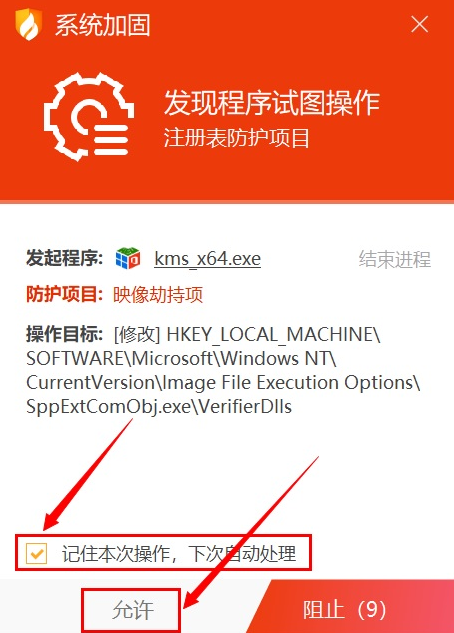 系统加固
发现程序试图操作
注册表防护项目
发起程序: kms_x64.exe 结束进程
防护项目: 映像劫持项
操作目标: [修改] HKEY_LOCAL_MACHINE\
SOFTWARE\Microsoft\Windows NT\
CurrentVersion\Image File Execution Options\
SppExtComObj.exe\VerifierDlls
记住本次操作，下次自动处理
允许 阻止（9）